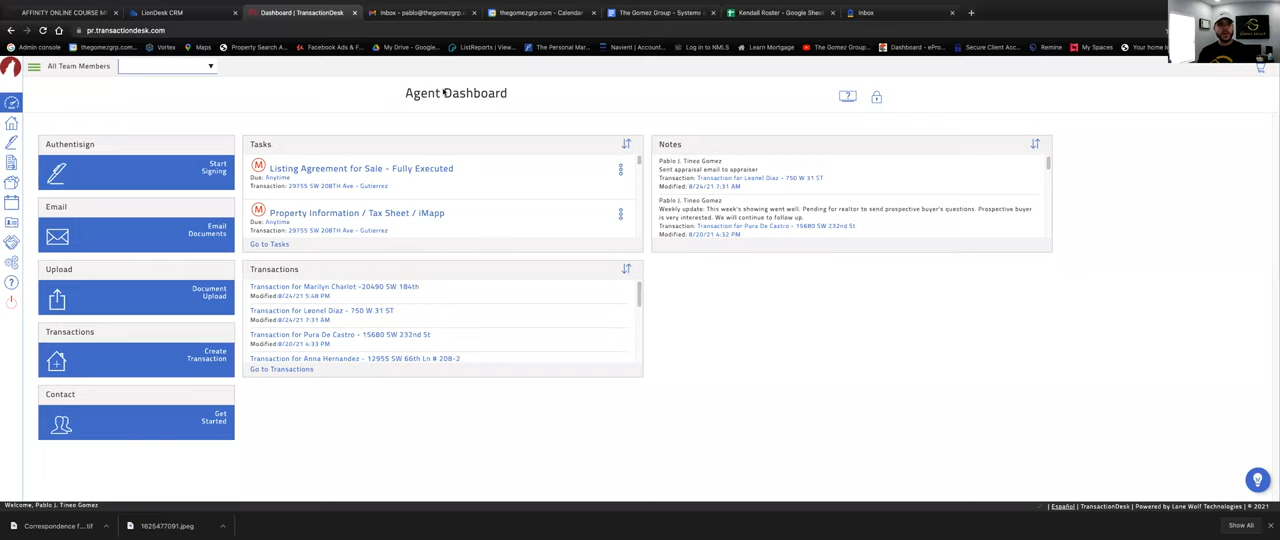 AFFINITY ONLINE COURSE M
LionDesk CRM
Dashboard | TransactionDesk
Inbox - pablo@thegomezgrp.com
thegomezgrp.com - Calendar
The Gomez Group - Systems
Kendall Roster - Google Shee
Inbox
pr.transactiondesk.com
Admin console
thegomezgrp.com
Vortex
Maps
Property Search A...
Facebook Ads & F...
My Drive - Google...
ListReports | View...
The Personal Mar...
Navient | Account...
Log in to NMLS
Learn Mortgage
The Gomez Group...
Dashboard - ePro...
Secure Client Acc...
Remine
My Spaces
Your home
All Team Members
Agent Dashboard
Authentisign
Start
Signing
Email
Email
Documents
Upload
Document
Upload
Transactions
Create
Transaction
Contact
Get
Started
Tasks
M Listing Agreement for Sale - Fully Executed
Due: Anytime
Transaction: 29755 SW 208TH Ave - Gutierrez
M Property Information / Tax Sheet / iMapp
Due: Anytime
Transaction: 29755 SW 208TH Ave - Gutierrez
Go to Tasks
Transactions
Transaction for Marilyn Charlot -20490 SW 184th
Modified:8/24/21 5:48 PM
Transaction for Leonel Diaz - 750 W 31 ST
Modified:8/24/21 7:31 AM
Transaction for Pura De Castro - 15680 SW 232nd St
Modified:8/20/21 4:33 PM
Transaction for Anna Hernandez - 12955 SW 66th Ln # 208-2
Go to Transactions
Notes
Pablo J. Tineo Gomez
Sent appraisal email to appraiser
Transaction: Transaction for Leonel Diaz - 750 W 31 ST
Modified: 8/24/21 7:31 AM
Pablo J. Tineo Gomez
Weekly update: This week's showing went well. Pending for realtor to send prospective buyer's questions. Prospective buyer
is very interested. We will continue to follow up.
Transaction: Transaction for Pura De Castro - 15680 SW 232nd St
Modified: 8/20/21 4:32 PM
Welcome, Pablo J. Tineo Gomez
| Español | TransactionDesk | Powered by Lone Wolf Technologies | © 2021
Correspondence f....tif
1625477091.jpeg
Show All